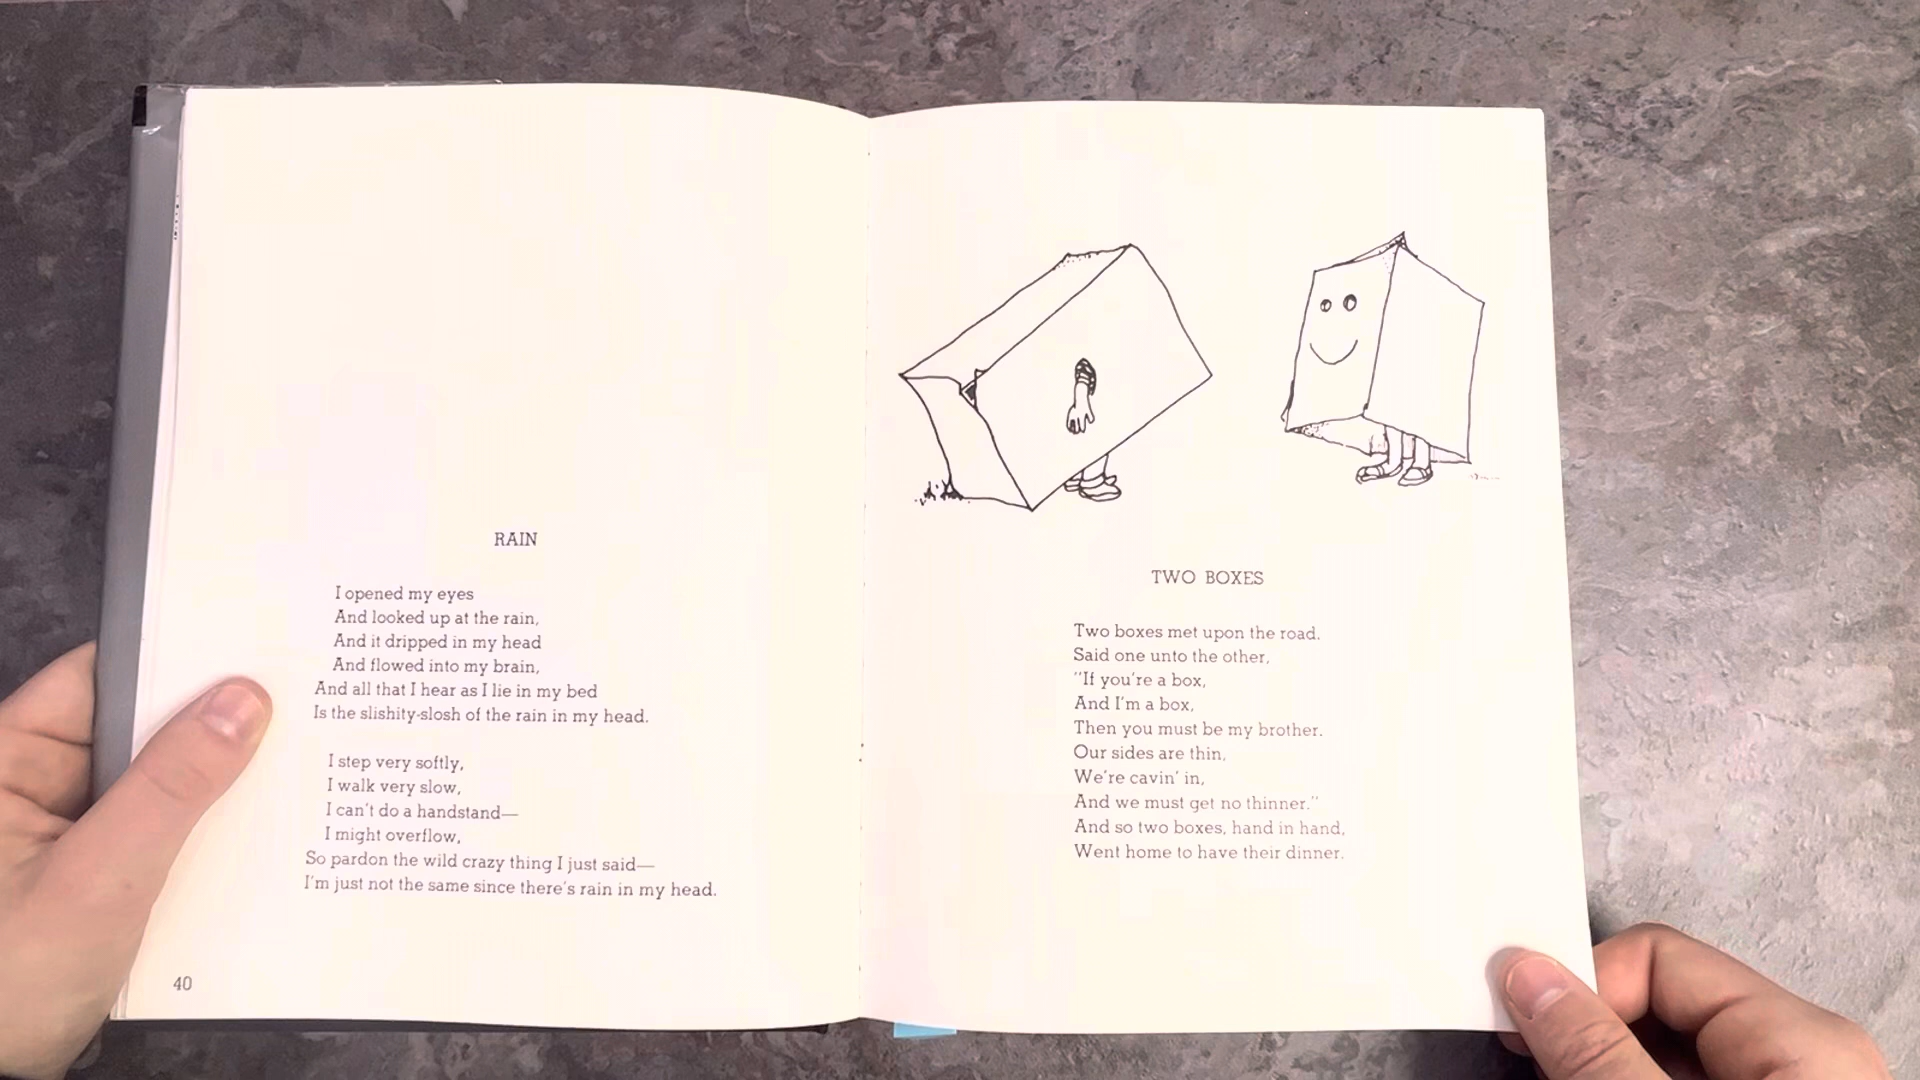 RAIN
I opened my eyes
And looked up at the rain,
And it dripped in my head
And flowed into my brain,
And all that I hear as I lie in my bed
Is the slishity-slosh of the rain in my head.
I step very softly,
I walk very slow,
I can't do a handstand—
I might overflow,
So pardon the wild crazy thing I just said—
I'm just not the same since there's rain in my head.
40
TWO BOXES
Two boxes met upon the road.
Said one unto the other,
"If you're a box,
And I'm a box,
Then you must be my brother.
Our sides are thin,
We're cavin' in,
And we must get no thinner."
And so two boxes, hand in hand,
Went home to have their dinner.